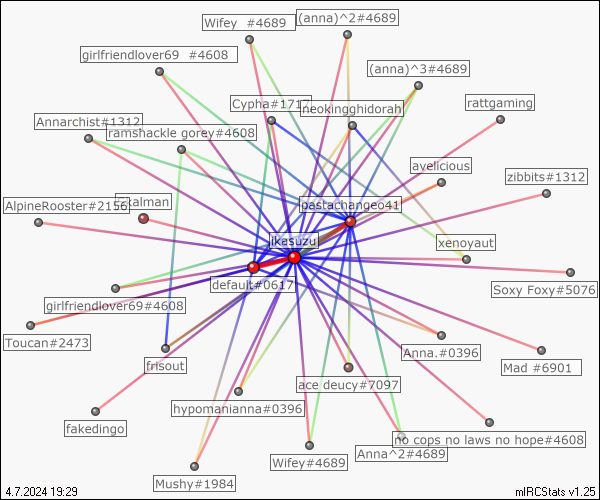 Wifey  #4689
(anna)^2#4689
girlfriendlover69  #4608
(anna)^3#4689
Cypha#1717
neokingghidorah
rattgaming
Annarchist#1312
ramshackle gorey#4608
avelicious
zibbits#1312
AlpineRooster#2156
pastachangeo41
ikasuzu
xenoyaut
default#0617
Soxy Foxy#5076
girlfriendlover69#4608
Toucan#2473
frisout
Anna.#0396
Mad #6901
ace deucy#7097
hypomanianna#0396
fakedingo
no cops no laws no hope#4608
Anna^2#4689
Wifey#4689
Mushy#1984
4.7.2024 19:29
mIRCStats v1.25